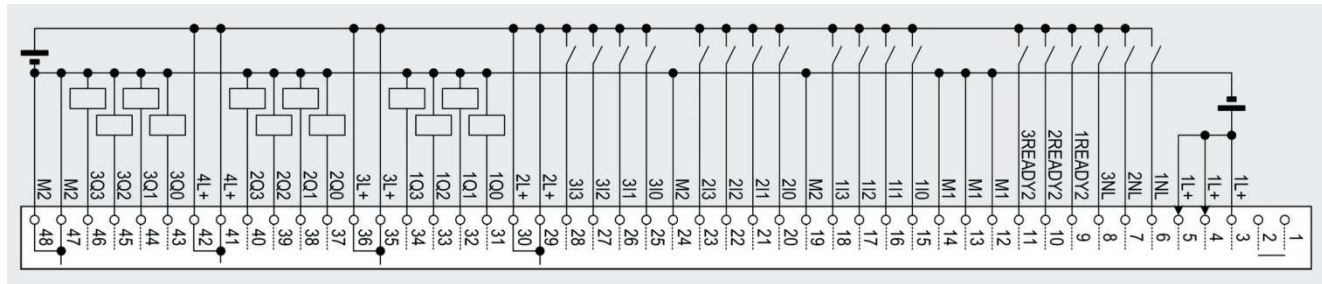 M2
M2
3Q3
3Q2
3Q1
3Q0
4L+
4L+
2Q3
2Q2
2Q1
2Q0
3L+
3L+
1Q3
1Q2
1Q1
1Q0
2L+
2L+
3I3
3I2
3I1
3I0
M2
2I3
2I2
2I1
2I0
M2
1I3
1I2
1I1
1I0
M1
M1
M1
3READY2
2READY2
1READY2
3NL
2NL
1NL
1L+
1L+
1L+
48
47
46
45
44
43
42
41
40
39
38
37
36
35
34
33
32
31
30
29
28
27
26
25
24
23
22
21
20
19
18
17
16
15
14
13
12
11
10
9
8
7
6
5
4
3
2
1